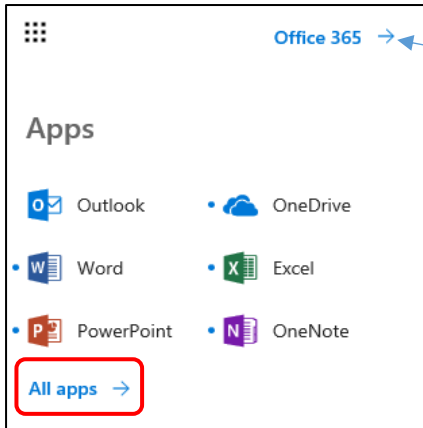 Office 365 →
Apps
Outlook
OneDrive
Word
Excel
PowerPoint
OneNote
All apps →